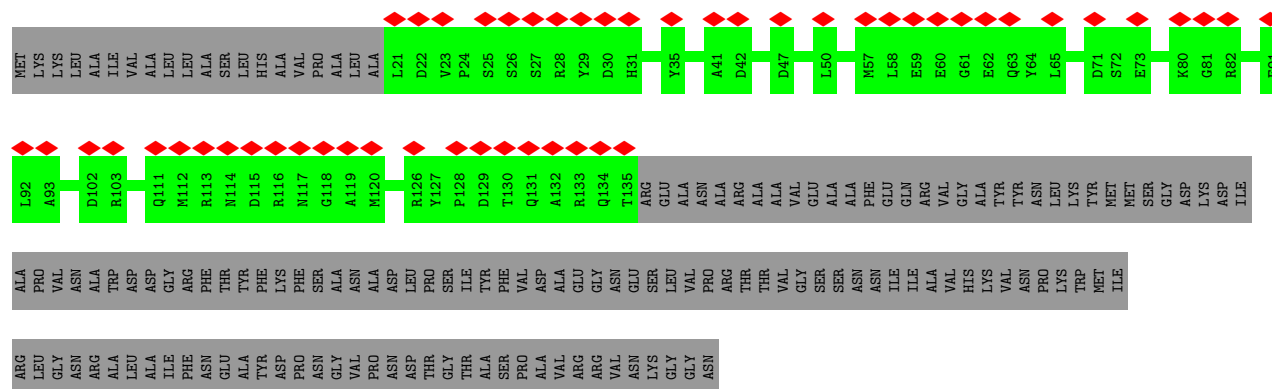 MET LYS LYS LEU ALA ILE VAL ALA LEU LEU ALA SER LEU HIS ALA VAL PRO ALA LEU ALA L21 D22 V23 P24 S25 S26 S27 R28 Y29 D30 H31 Y35 A41 D42 D47 L50 M57 L58 E59 E60 G61 E62 Q63 Y64 L65 D71 S72 E73 K80 G81 R82
L92 A93 D102 R103 Q111 M112 R113 N114 D115 R116 N117 G118 A119 M120 R126 Y127 P128 D129 T130 Q131 A132 R133 Q134 T135 ARG GLU ALA ASN ALA ARG ALA ALA VAL GLU ALA ALA PHE GLU GLN ARG VAL GLY ALA TYR TYR ASN LEU LYS TYR MET MET SER GLY ASP LYS ASP ILE
ALA PRO VAL ASN ALA TRP ASP ASP GLY ARG PHE THR TYR PHE LYS PHE SER ALA ASN ALA ASP LEU PRO SER ILE TYR PHE VAL ASP ALA GLU GLY ASN GLU SER LEU VAL PRO ARG THR THR VAL GLY SER SER ASN ASN ILE ILE ALA VAL HIS LYS VAL ASN PRO LYS TRP MET ILE
ARG LEU GLY ASN ARG ALA LEU ALA ILE PHE ASN GLU ALA TYR ASP PRO ASN GLY VAL PRO ASN ASP THR GLY THR ALA SER PRO ALA VAL ARG ARG VAL ASN LYS GLY GLY ASN